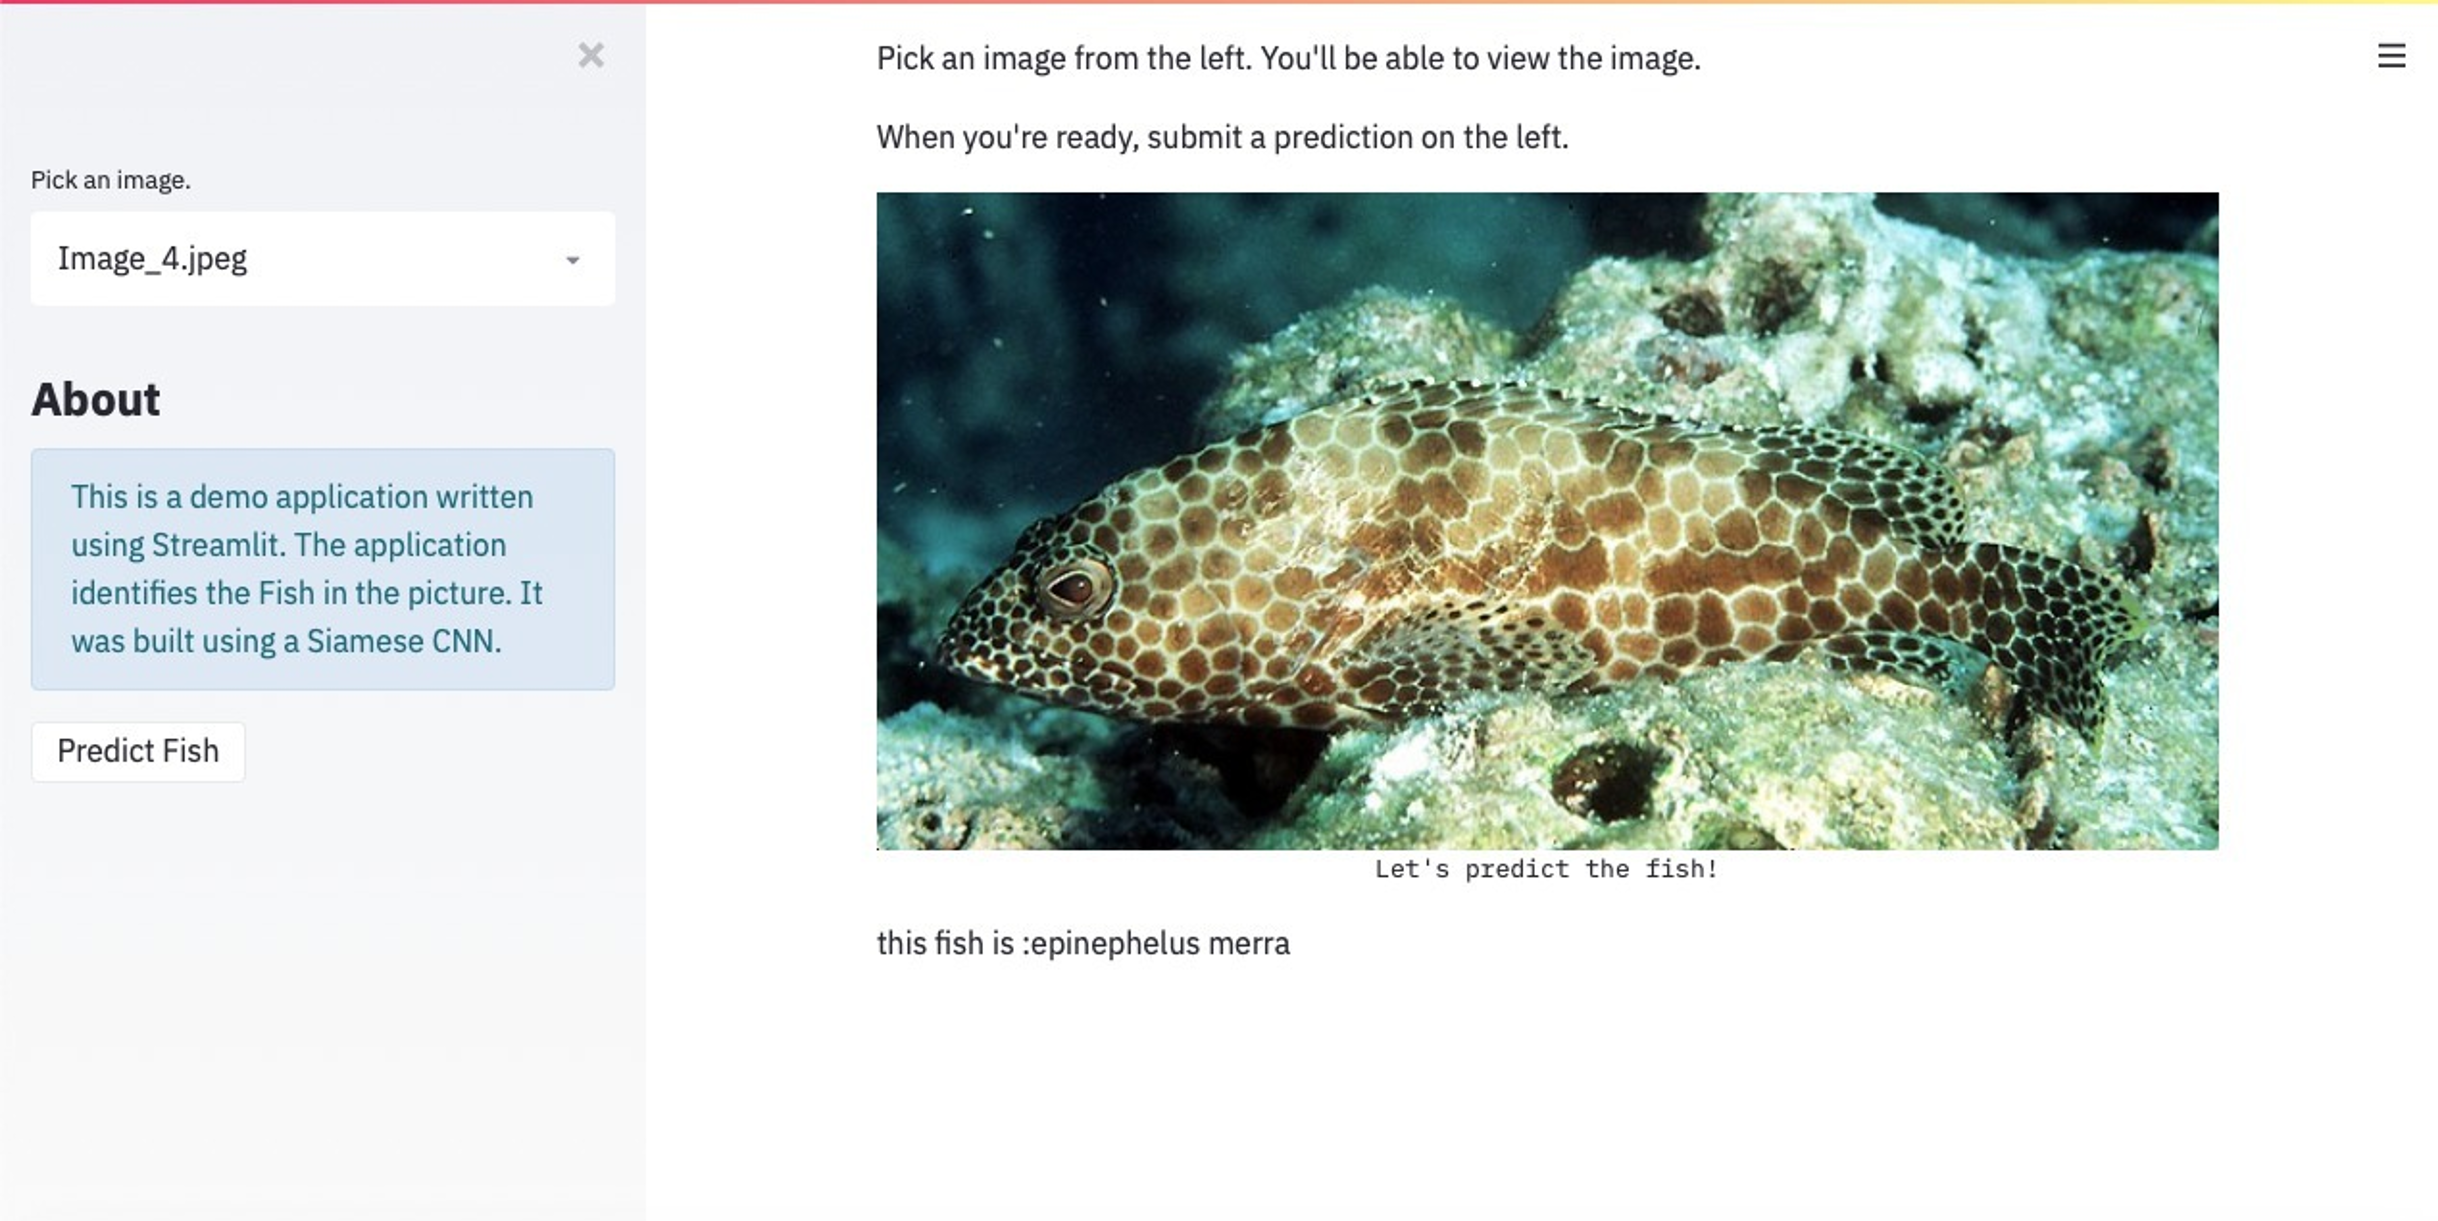 Pick an image.
Image_4.jpeg
About
This is a demo application written
using Streamlit. The application
identifies the Fish in the picture. It
was built using a Siamese CNN.
Predict Fish
Pick an image from the left. You'll be able to view the image.
When you're ready, submit a prediction on the left.
Let's predict the fish!
this fish is :epinephelus merra